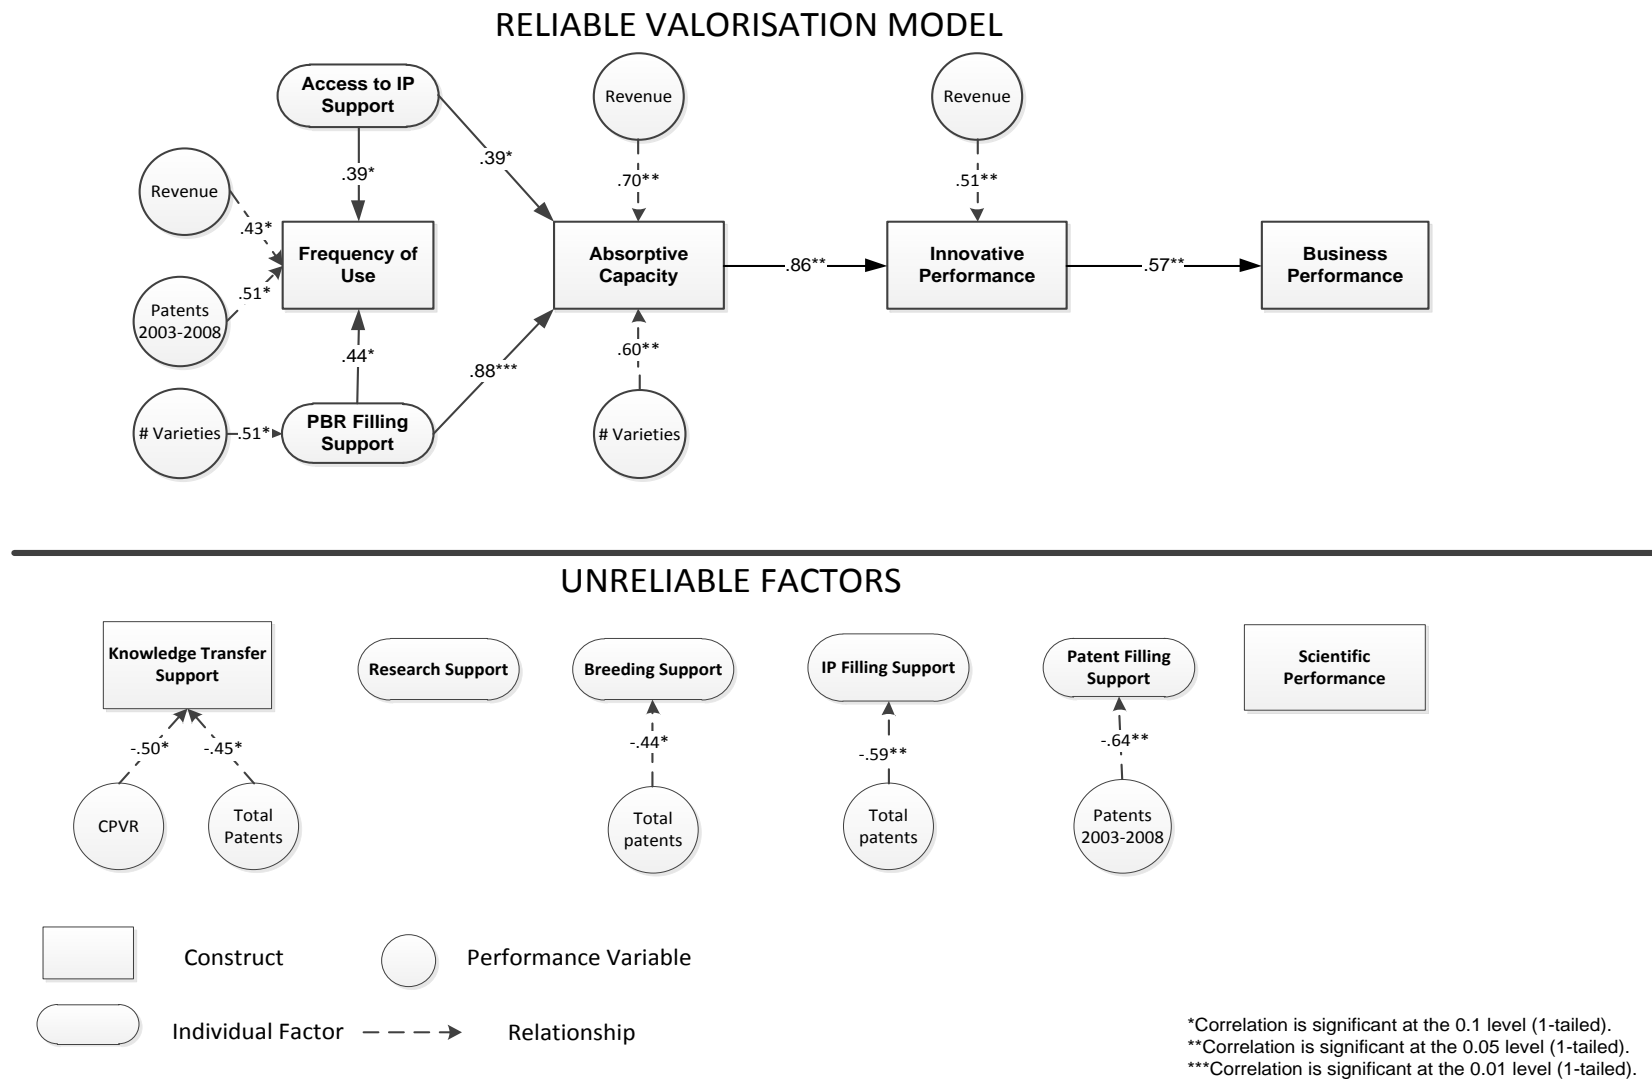 RELIABLE VALORISATION MODEL
Access to IP
Support
Revenue
Revenue
.39*
.39*
.70**
.51**
Revenue
.43*
Frequency of
Use
Absorptive
Capacity
.86**
Innovative
Performance
.57**
Business
Performance
.51*
Patents
2003-2008
.44*
.88***
.60**
# Varieties
.51*
PBR Filling
Support
# Varieties
UNRELIABLE FACTORS
Knowledge Transfer
Support
Research Support
Breeding Support
IP Filling Support
Patent Filling
Support
Scientific
Performance
-.50*
-.45*
-.44*
-.59**
-.64**
CPVR
Total
Patents
Total
patents
Total
patents
Patents
2003-2008
Construct
Performance Variable
Individual Factor
Relationship
*Correlation is significant at the 0.1 level (1-tailed).
**Correlation is significant at the 0.05 level (1-tailed).
***Correlation is significant at the 0.01 level (1-tailed).